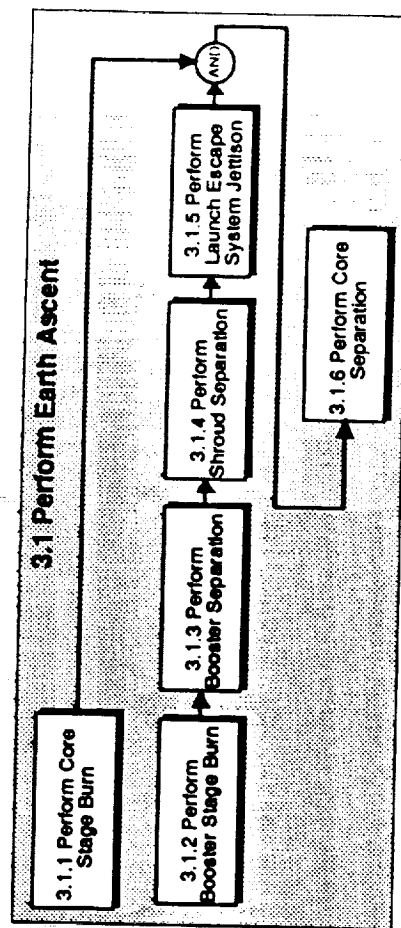 3.1 Perform Earth Ascent
3.1.1 Perform Core
Stage Burn
3.1.2 Perform
Booster Stage Burn
3.1.3 Perform
Booster Separation
3.1.4 Perform
Shroud Separation
3.1.5 Perform
Launch Escape
System Jettison
AND
3.1.6 Perform Core
Separation